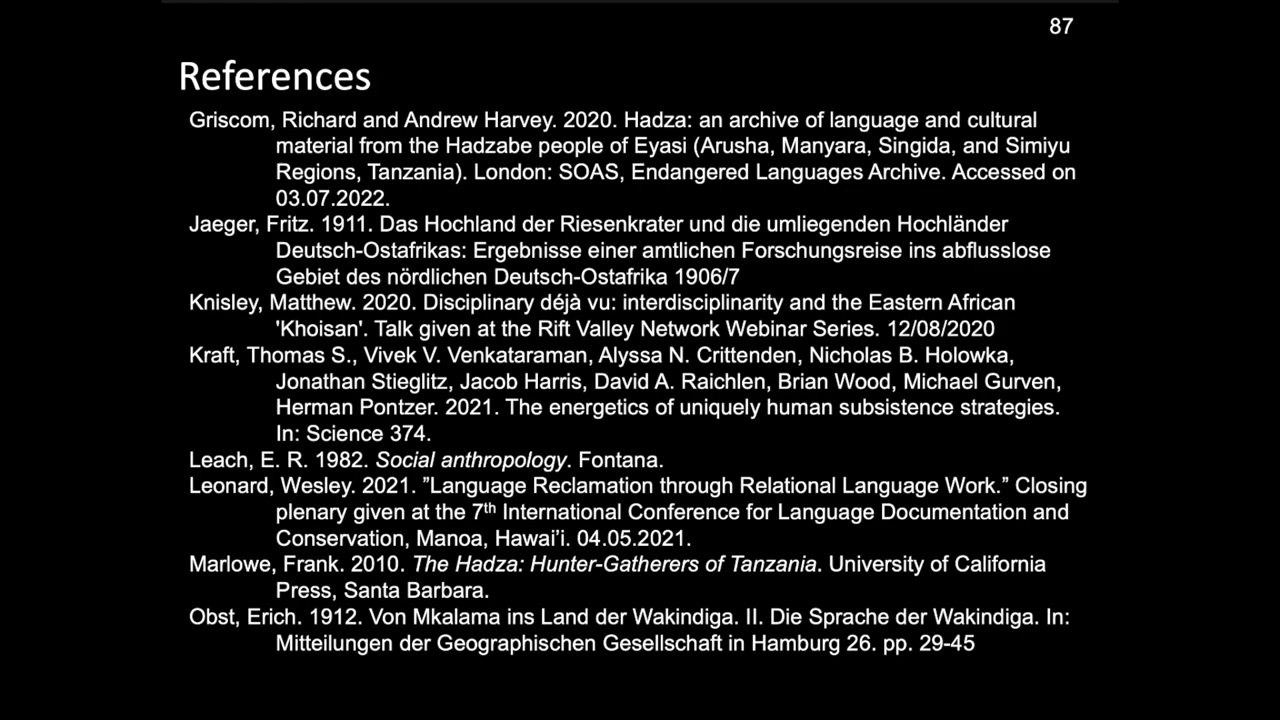 87
References
Griscom, Richard and Andrew Harvey. 2020. Hadza: an archive of language and cultural
material from the Hadzabe people of Eyasi (Arusha, Manyara, Singida, and Simiyu
Regions, Tanzania). London: SOAS, Endangered Languages Archive. Accessed on
03.07.2022.
Jaeger, Fritz. 1911. Das Hochland der Riesenkrater und die umliegenden Hochländer
Deutsch-Ostafrikas: Ergebnisse einer amtlichen Forschungsreise ins abflusslose
Gebiet des nördlichen Deutsch-Ostafrika 1906/7
Knisley, Matthew. 2020. Disciplinary déjà vu: interdisciplinarity and the Eastern African
'Khoisan'. Talk given at the Rift Valley Network Webinar Series. 12/08/2020
Kraft, Thomas S., Vivek V. Venkataraman, Alyssa N. Crittenden, Nicholas B. Holowka,
Jonathan Stieglitz, Jacob Harris, David A. Raichlen, Brian Wood, Michael Gurven,
Herman Pontzer. 2021. The energetics of uniquely human subsistence strategies.
In: Science 374.
Leach, E. R. 1982. Social anthropology. Fontana.
Leonard, Wesley. 2021. ”Language Reclamation through Relational Language Work.” Closing
plenary given at the 7th International Conference for Language Documentation and
Conservation, Manoa, Hawai’i. 04.05.2021.
Marlowe, Frank. 2010. The Hadza: Hunter-Gatherers of Tanzania. University of California
Press, Santa Barbara.
Obst, Erich. 1912. Von Mkalama ins Land der Wakindiga. II. Die Sprache der Wakindiga. In:
Mitteilungen der Geographischen Gesellschaft in Hamburg 26. pp. 29-45